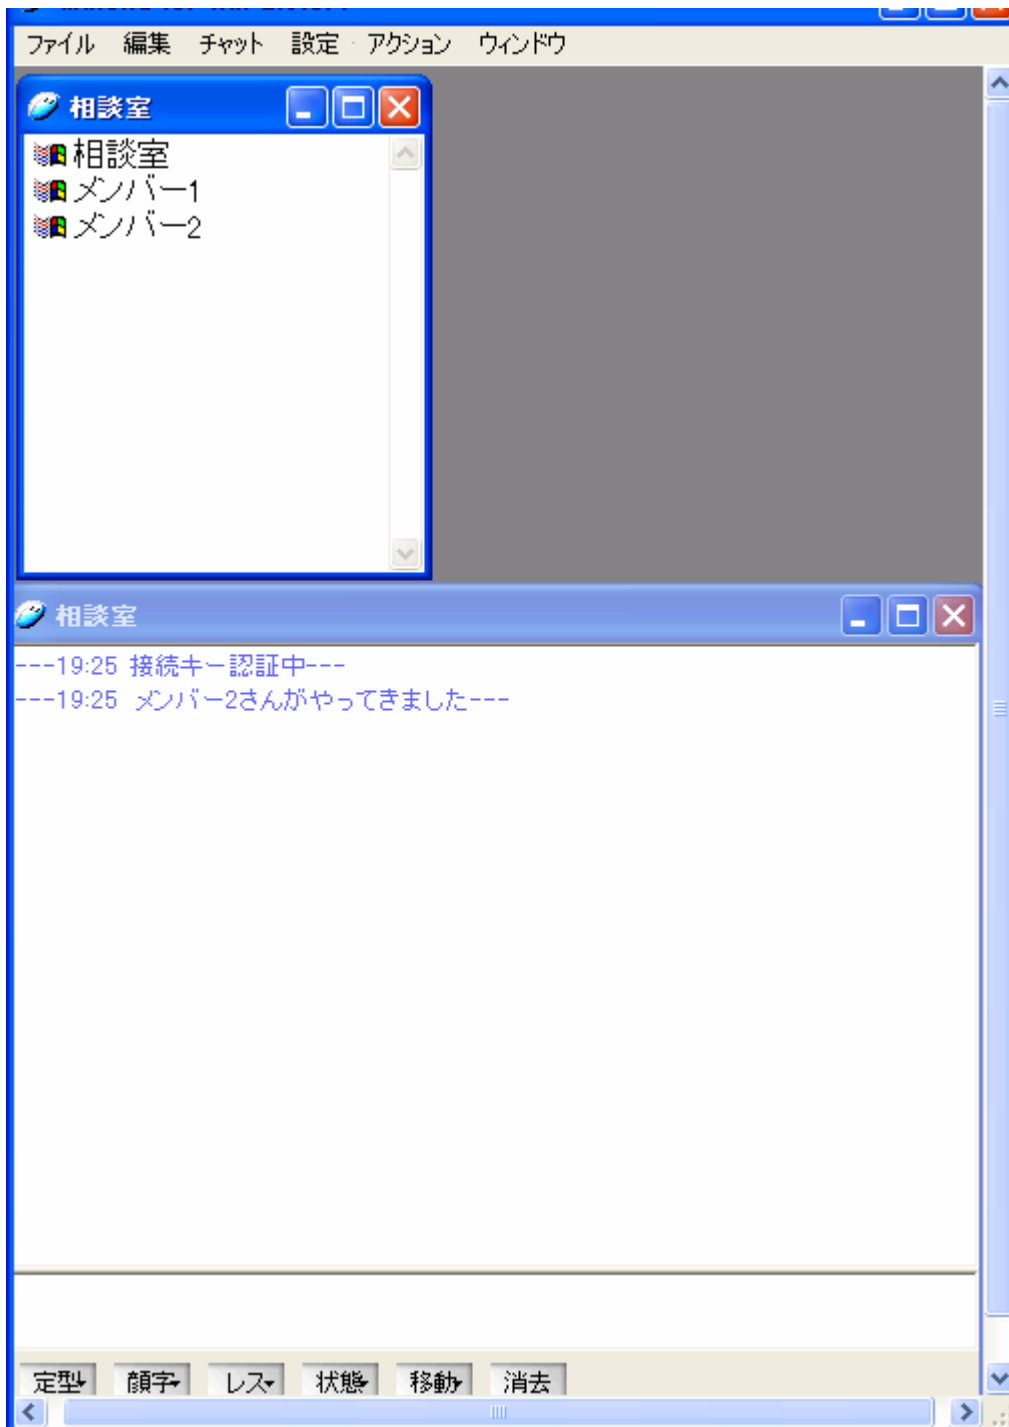 ファイル 編集 チャット 設定 アクション ウィンドウ
相談室
相談室
メンバー1
メンバー2
相談室
---19:25 接続キー認証中---
---19:25 メンバー2さんがやってきました---
定型 顔字 レス 状態 移動 消去